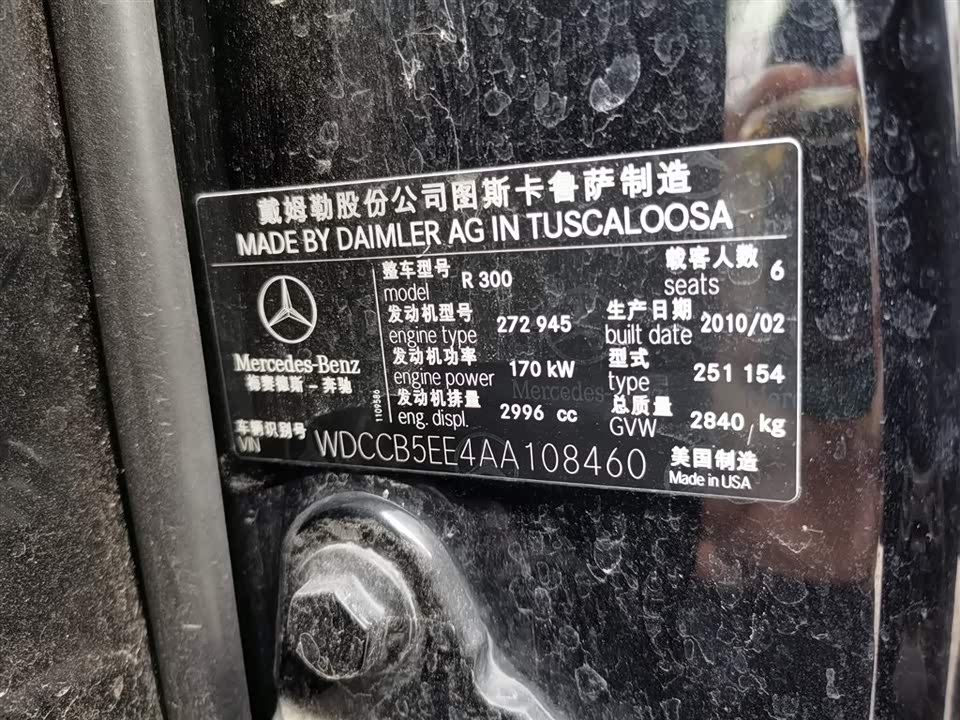 戴姆勒股份公司图斯卡鲁萨制造
MADE BY DAIMLER AG IN TUSCALOOSA
整车型号 R 300 载客人数 6
model seats
发动机型号 272 945 生产日期 2010/02
engine type built date
发动机功率 170 kW 型式 251 154
engine power type
发动机排量 2996 cc 总质量 2840 kg
eng. displ. GVW
Mercedes-Benz
梅赛德斯－奔驰
1109586
车辆识别号 WDCCB5EE4AA108460 美国制造
VIN Made in USA
Mercedes-Benz